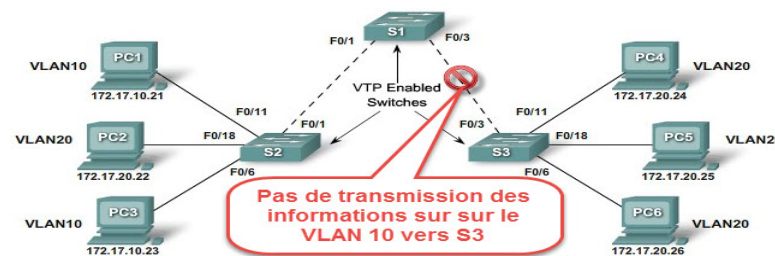 S1
F0/1
F0/3
PC1
VLAN10
172.17.10.21
F0/11
PC4
VLAN20
172.17.20.24
F0/11
VTP Enabled
Switches
PC2
VLAN20
172.17.20.22
F0/18
F0/1
S2
F0/3
S3
F0/18
PC5
VLAN2
172.17.20.25
F0/6
F0/6
PC3
VLAN10
172.17.10.23
PC6
VLAN20
172.17.20.26
Pas de transmission des
informations sur sur le
VLAN 10 vers S3